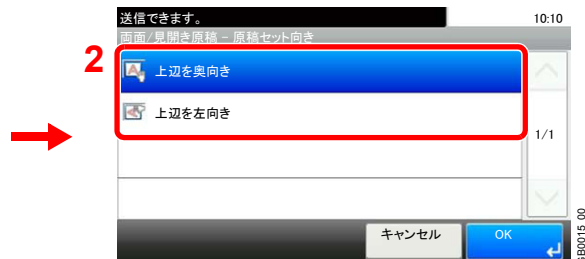 送信できます。 10:10
両面/見開き原稿 - 原稿セット向き
2
上辺を奥向き
上辺を左向き
1/1
キャンセル OK
GB0015_00